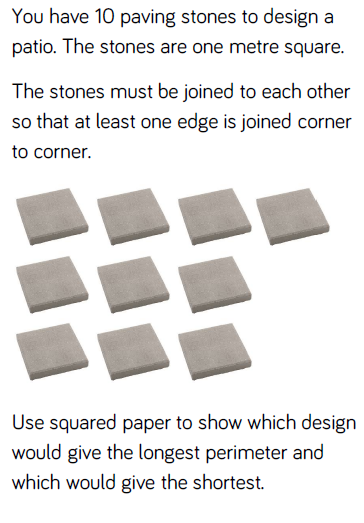 You have 10 paving stones to design a
patio. The stones are one metre square.
The stones must be joined to each other
so that at least one edge is joined corner
to corner.
Use squared paper to show which design
would give the longest perimeter and
which would give the shortest.